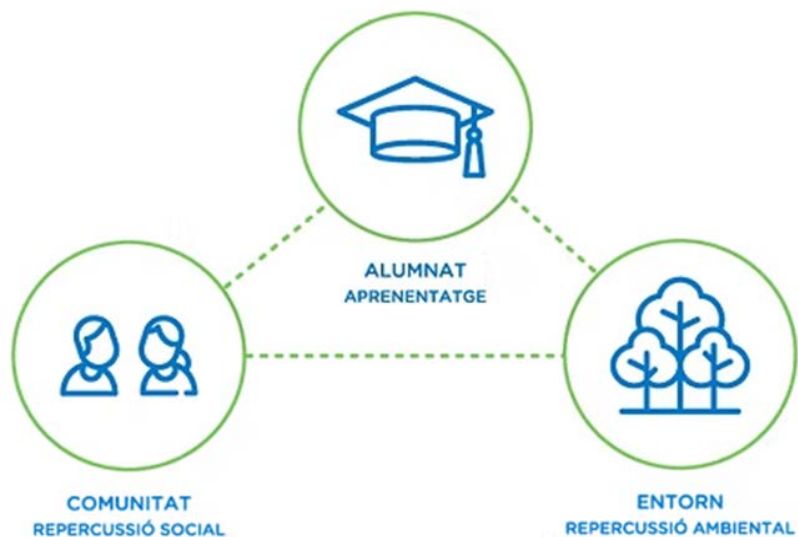 ALUMNAT
APRENENTATGE
COMUNITAT
REPERCUSSIÓ SOCIAL
ENTORN
REPERCUSSIÓ AMBIENTAL